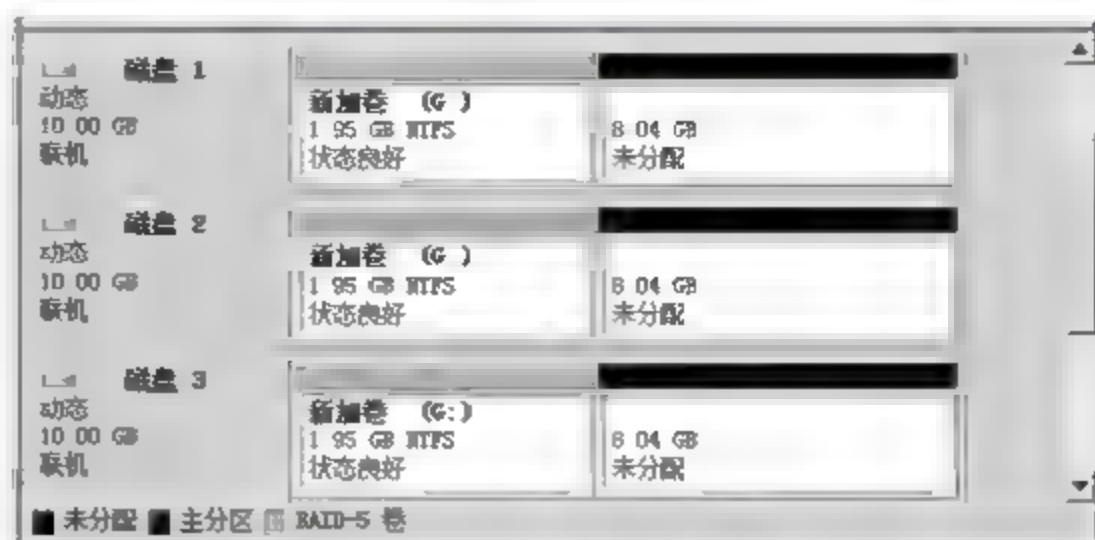 磁盘 1
动态
10 00 GB
联机
新加卷 (G )
1 95 GB NTFS
状态良好
8 04 GB
未分配
磁盘 2
动态
10 00 GB
联机
新加卷 (G )
1 95 GB NTFS
状态良好
8 04 GB
未分配
磁盘 3
动态
10 00 GB
联机
新加卷 (G:)
1 95 GB NTFS
状态良好
8 04 GB
未分配
未分配 主分区 RAID-5 卷